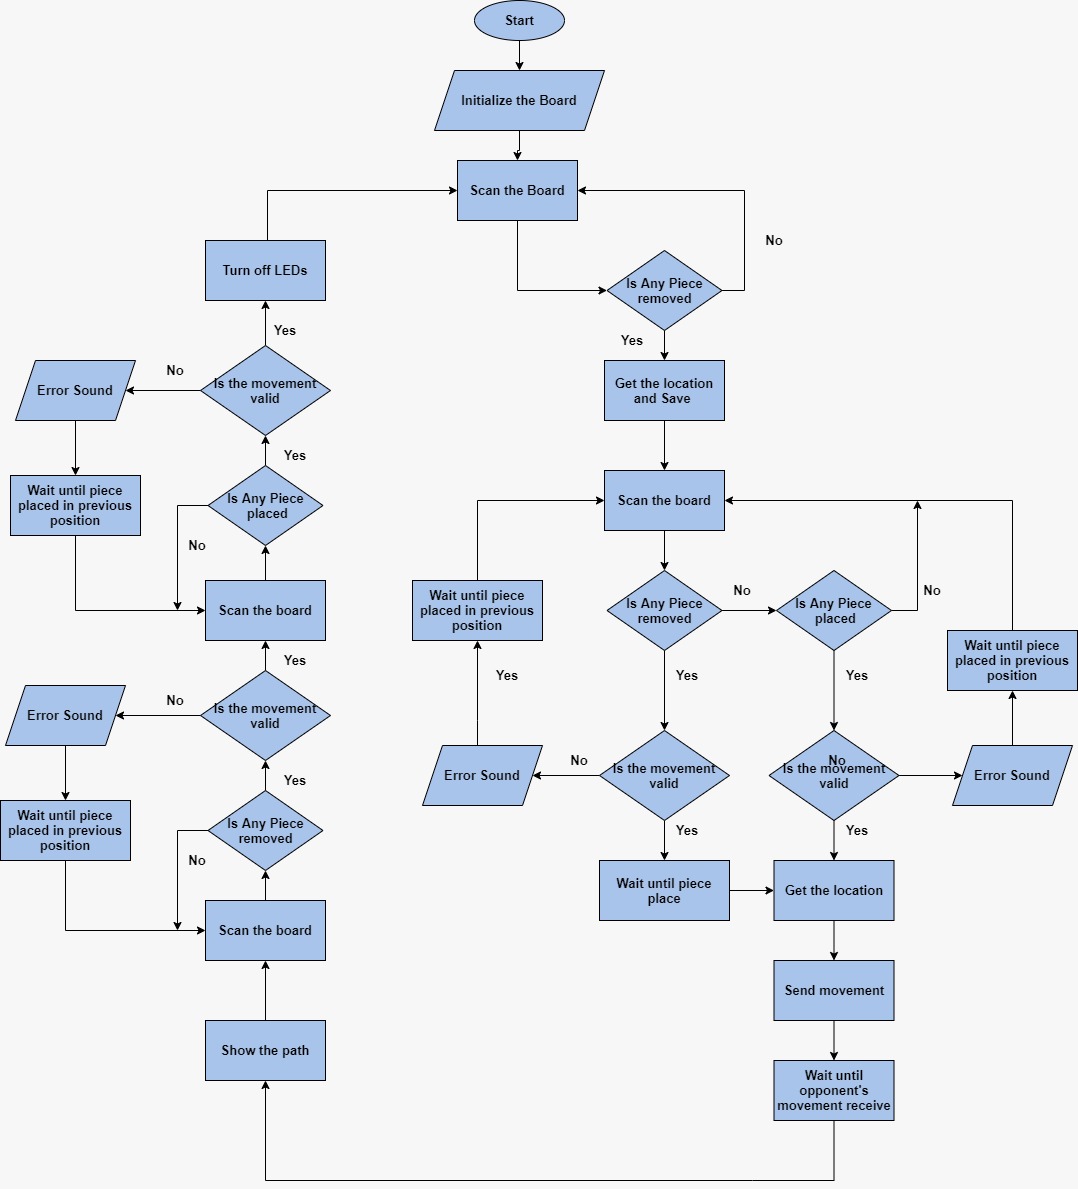 Start
Initialize the Board
Scan the Board
No
Turn off LEDs
Is Any Piece
removed
Yes
Yes
No
Error Sound
Is the movement
valid
Get the location
and Save
Yes
Wait until piece
placed in previous
position
Is Any Piece
placed
No
Scan the board
Scan the board
Wait until piece
placed in previous
position
Is Any Piece
removed
No
Is Any Piece
placed
No
Yes
Wait until piece
placed in previous
position
Yes
Yes
Yes
No
Error Sound
Is the movement
valid
Error Sound
No
Is the movement
valid
No
Is the movement
valid
Error Sound
Yes
Yes
Yes
Wait until piece
placed in previous
position
Is Any Piece
removed
No
Wait until piece
place
Get the location
Scan the board
Send movement
Show the path
Wait until
opponent's
movement receive